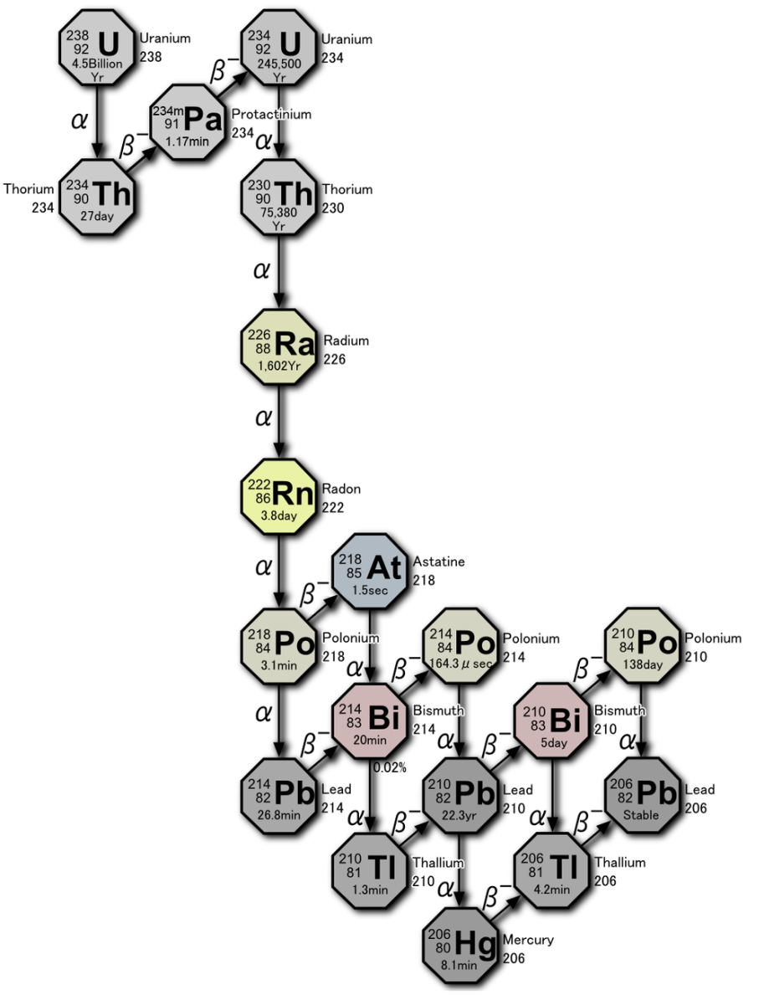 238
92 U
4.5Billion
Yr
Uranium
238
α
234
90 Th
27day
Thorium
234
β−
234m
91 Pa
1.17min
Protactinium
234
β−
234
92 U
245,500
Yr
Uranium
234
α
230
90 Th
75,380
Yr
Thorium
230
α
226
88 Ra
1,602Yr
Radium
226
α
222
86 Rn
3.8day
Radon
222
α
218
84 Po
3.1min
Polonium
218
β−
218
85 At
1.5sec
Astatine
218
α
α
214
82 Pb
26.8min
Lead
214
β−
214
83 Bi
20min
Bismuth
214
0.02%
β−
214
84 Po
164.3 μ sec
Polonium
214
α
α
210
81 Tl
1.3min
Thallium
210
β−
210
82 Pb
22.3yr
Lead
210
β−
210
83 Bi
5day
Bismuth
210
β−
210
84 Po
138day
Polonium
210
α
α
206
80 Hg
8.1min
Mercury
206
β−
α
206
81 Tl
4.2min
Thallium
206
β−
206
82 Pb
Stable
Lead
206